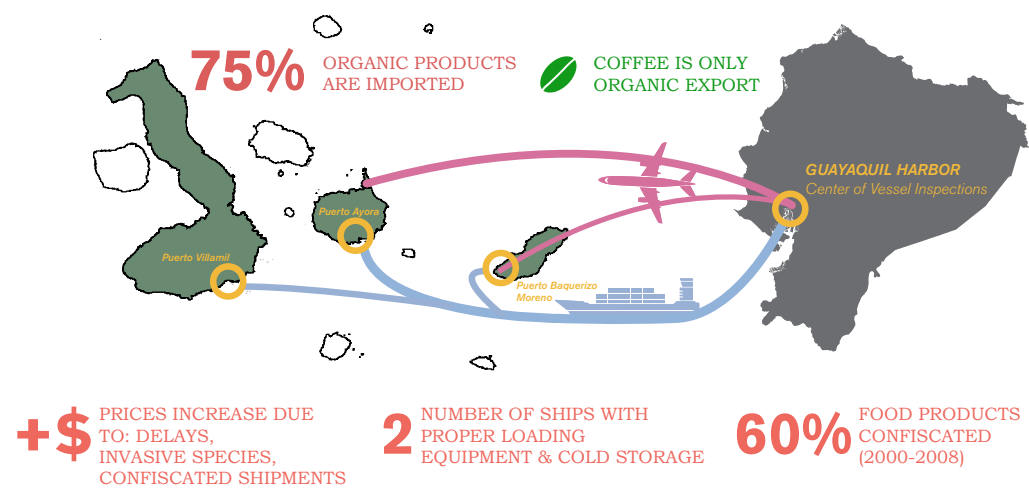 75%
ORGANIC PRODUCTS
ARE IMPORTED
COFFEE IS ONLY
ORGANIC EXPORT
GUAYAQUIL HARBOR
Center of Vessel Inspections
Puerto Ayora
Puerto Villamil
Puerto Baquerizo
Moreno
+$
PRICES INCREASE DUE
TO: DELAYS,
INVASIVE SPECIES,
CONFISCATED SHIPMENTS
2
NUMBER OF SHIPS WITH
PROPER LOADING
EQUIPMENT & COLD STORAGE
60%
FOOD PRODUCTS
CONFISCATED
(2000-2008)